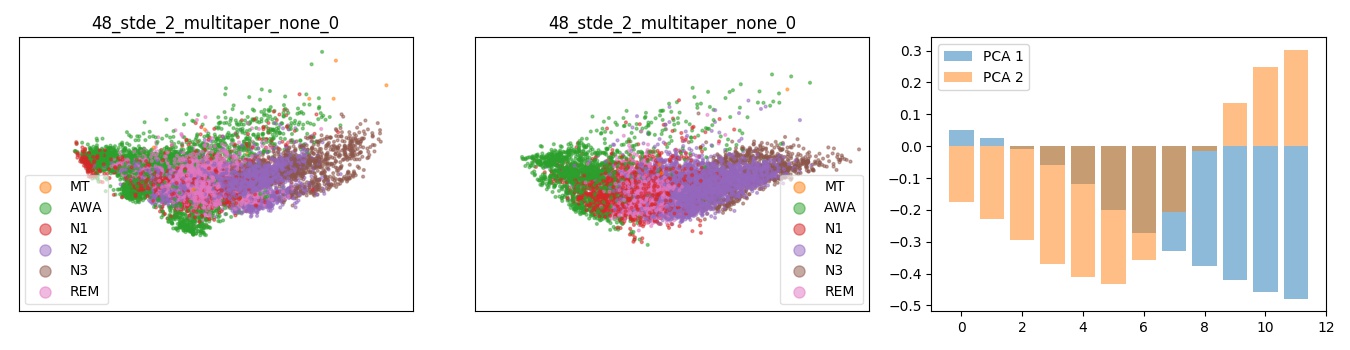 48_stde_2_multitaper_none_0
MT
AWA
N1
N2
N3
REM
48_stde_2_multitaper_none_0
MT
AWA
N1
N2
N3
REM
PCA 1
PCA 2
0.3
0.2
0.1
0.0
−0.1
−0.2
−0.3
−0.4
−0.5
0
2
4
6
8
10
12